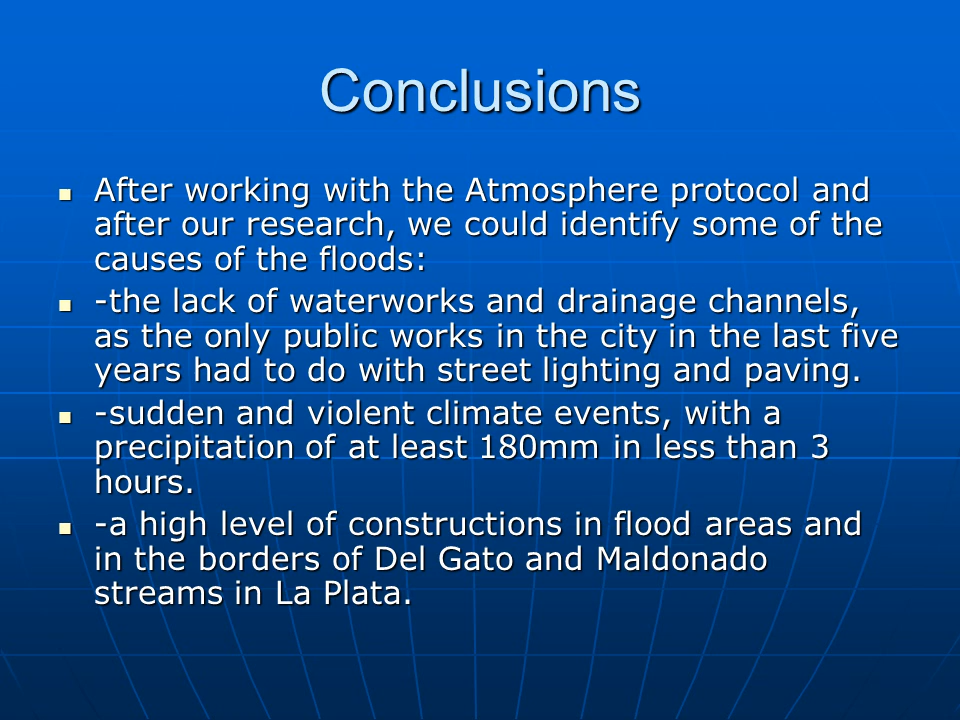 Conclusions
After working with the Atmosphere protocol and
after our research, we could identify some of the
causes of the floods:
-the lack of waterworks and drainage channels,
as the only public works in the city in the last five
years had to do with street lighting and paving.
-sudden and violent climate events, with a
precipitation of at least 180mm in less than 3
hours.
-a high level of constructions in flood areas and
in the borders of Del Gato and Maldonado
streams in La Plata.